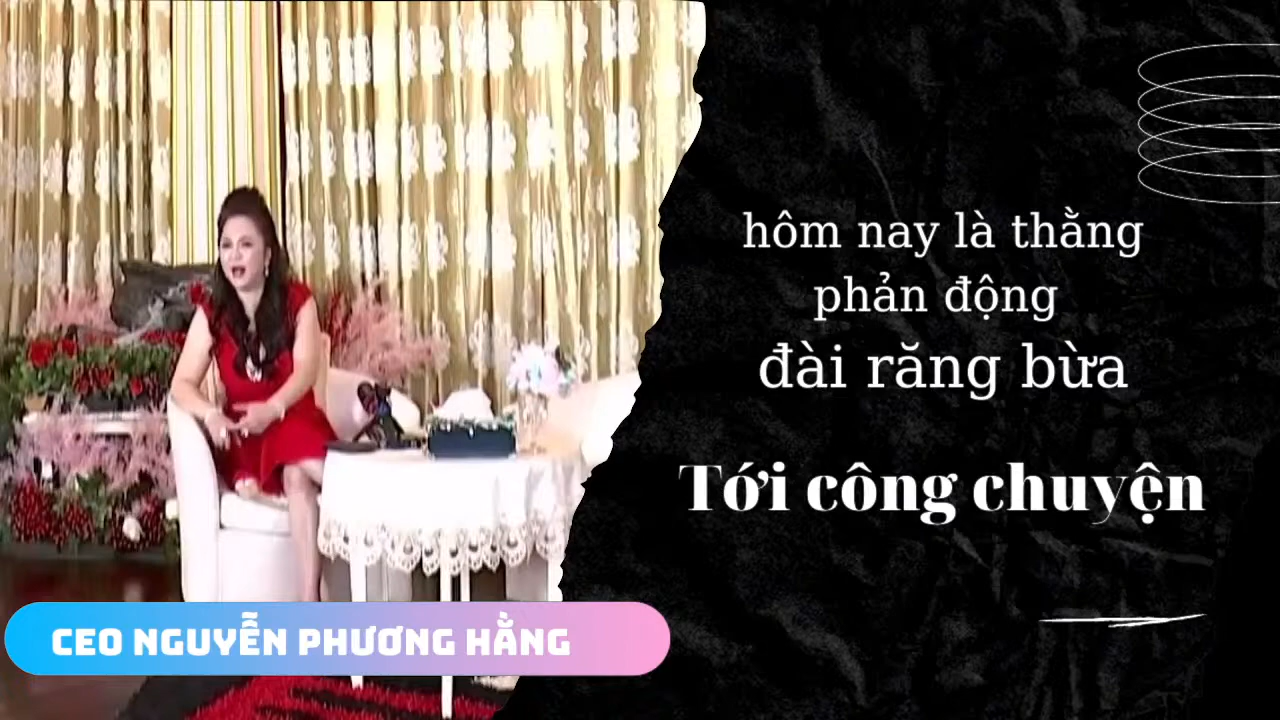 hôm nay là thằng
phản động
đài răng bừa
Tới công chuyện
CEO NGUYỄN PHƯƠNG HẰNG